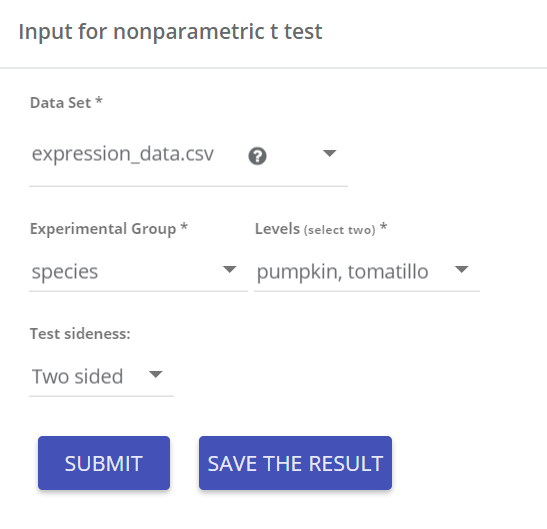 Input for nonparametric t test
Data Set *
expression_data.csv ?
Experimental Group * Levels (select two) *
species pumpkin, tomatillo
Test sideness:
Two sided
SUBMIT SAVE THE RESULT